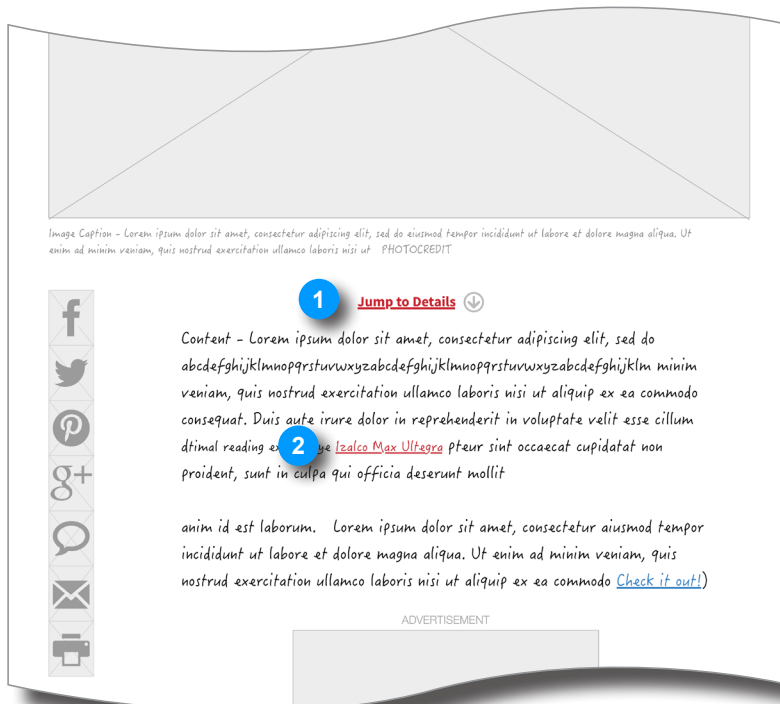 Image Caption – Lorem ipsum dolor sit amet, consectetur adipiscing elit, sed do eiusmod tempor incididunt ut labore et dolore magna aliqua. Ut
enim ad minim veniam, quis nostrud exercitation ullamco laboris nisi ut PHOTOCREDIT
1 Jump to Details
Content – Lorem ipsum dolor sit amet, consectetur adipiscing elit, sed do
abcdefghijklmnopqrstuvwxyzabcdefghijklmnopqrstuvwxyzabcdefghijklm minim
veniam, quis nostrud exercitation ullamco laboris nisi ut aliquip ex ea commodo
consequat. Duis aute irure dolor in reprehenderit in voluptate velit esse cillum
dtimal reading 2 Izalco Max Ultegra pteur sint occaecat cupidatat non
proident, sunt in culpa qui officia deserunt mollit
anim id est laborum. Lorem ipsum dolor sit amet, consectetur aiusmod tempor
incididunt ut labore et dolore magna aliqua. Ut enim ad minim veniam, quis
nostrud exercitation ullamco laboris nisi ut aliquip ex ea commodo Check it out!)
ADVERTISEMENT